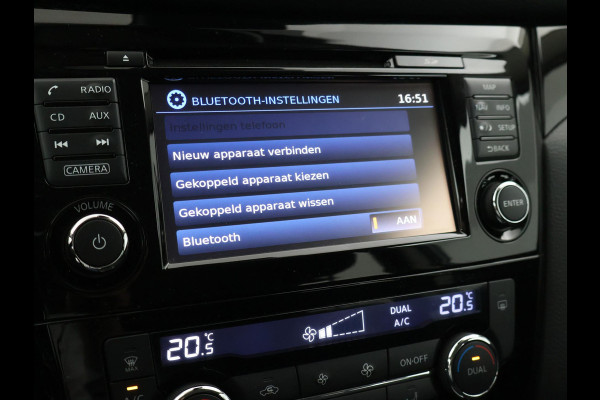 RADIO
CD AUX
CAMERA
VOLUME
BLUETOOTH-INSTELLINGEN 16:51
Instellingen telefoon
Nieuw apparaat verbinden
Gekoppeld apparaat kiezen
Gekoppeld apparaat wissen
Bluetooth AAN
MAP
INFO
SETUP
BACK
ENTER
20.5 °C
DUAL
A/C
20.5 °C
MAX
A/C
ON·OFF
DUAL